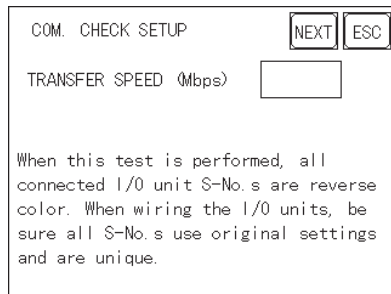 COM. CHECK SETUP
NEXT ESC
TRANSFER SPEED (Mbps)
When this test is performed, all
connected I/O unit S-No.s are reverse
color. When wiring the I/O units, be
sure all S-No.s use original settings
and are unique.